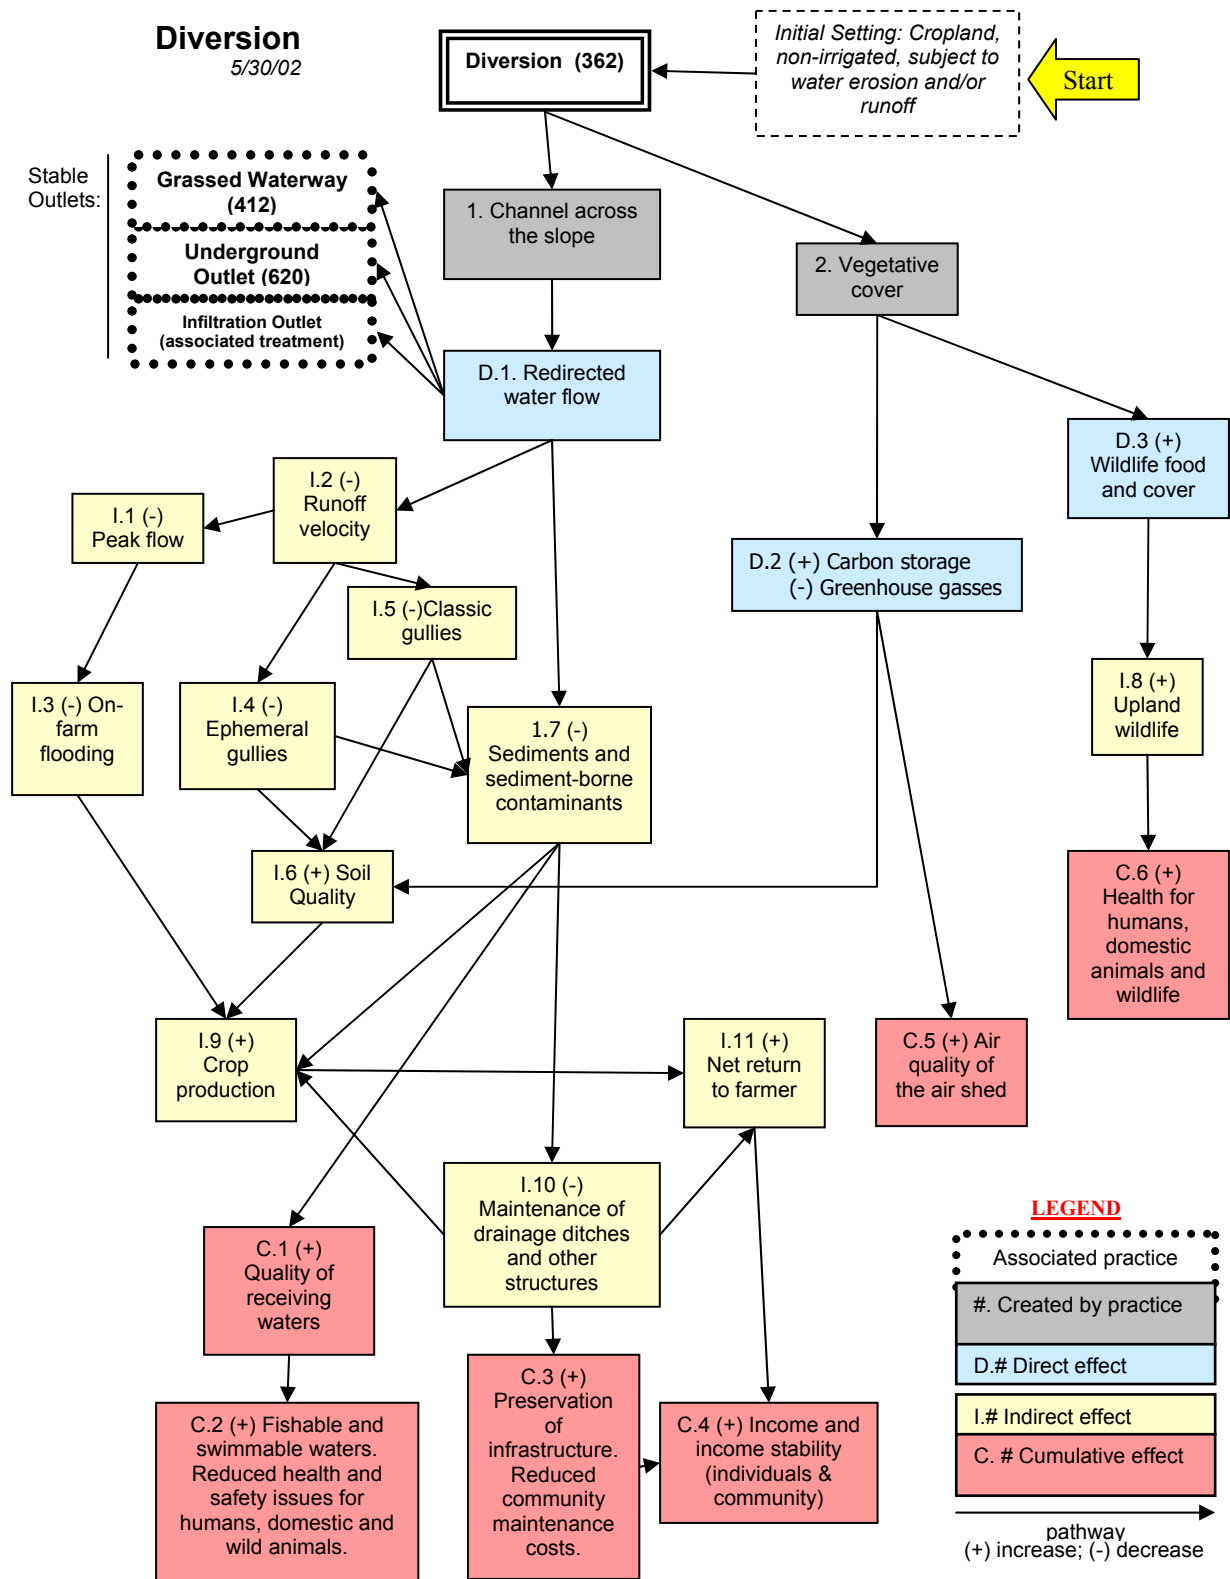 Diversion
5/30/02
Diversion (362)
Initial Setting: Cropland,
non-irrigated, subject to
water erosion and/or
runoff
Start
Stable
Outlets:
Grassed Waterway
(412)
Underground
Outlet (620)
Infiltration Outlet
(associated treatment)
1. Channel across
the slope
2. Vegetative
cover
D.1. Redirected
water flow
D.3 (+)
Wildlife food
and cover
I.2 (-)
Runoff
velocity
I.1 (-)
Peak flow
D.2 (+) Carbon storage
(-) Greenhouse gasses
I.5 (-)Classic
gullies
I.3 (-) On-
farm
flooding
I.4 (-)
Ephemeral
gullies
1.7 (-)
Sediments and
sediment-borne
contaminants
I.8 (+)
Upland
wildlife
I.6 (+) Soil
Quality
C.6 (+)
Health for
humans,
domestic
animals and
wildlife
I.9 (+)
Crop
production
I.11 (+)
Net return
to farmer
C.5 (+) Air
quality of
the air shed
I.10 (-)
Maintenance of
drainage ditches
and other
structures
C.1 (+)
Quality of
receiving
waters
C.2 (+) Fishable and
swimmable waters.
Reduced health and
safety issues for
humans, domestic and
wild animals.
C.3 (+)
Preservation
of
infrastructure.
Reduced
community
maintenance
costs.
C.4 (+) Income and
income stability
(individuals &
community)
LEGEND
Associated practice
#. Created by practice
D.# Direct effect
I.# Indirect effect
C. # Cumulative effect
pathway
(+) increase; (-) decrease